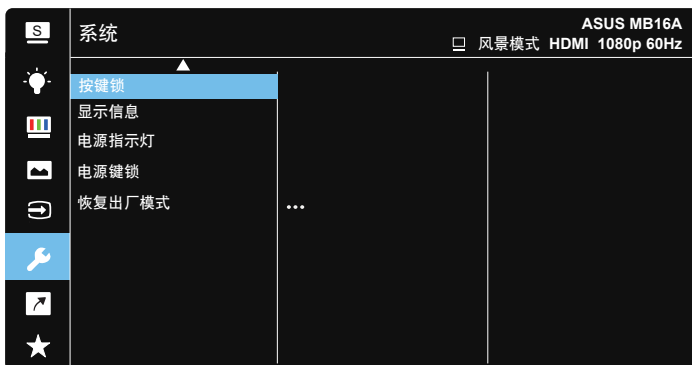 S
系统
ASUS MB16A
风景模式 HDMI 1080p 60Hz
按键锁
显示信息
电源指示灯
电源键锁
恢复出厂模式 ...